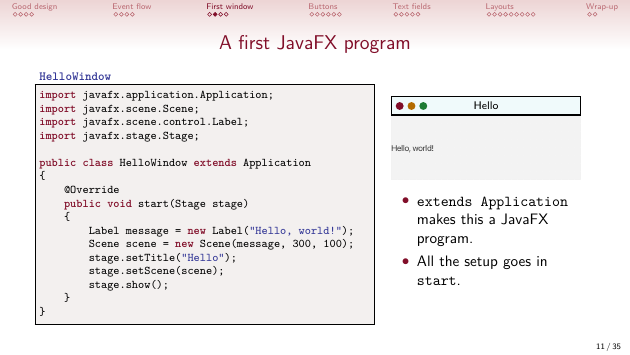 Good design Event flow First window Buttons Text fields Layouts Wrap-up
A first JavaFX program
HelloWindow
import javafx.application.Application;
import javafx.scene.Scene;
import javafx.scene.control.Label;
import javafx.stage.Stage;

public class HelloWindow extends Application
{
    @Override
    public void start(Stage stage)
    {
        Label message = new Label("Hello, world!");
        Scene scene = new Scene(message, 300, 100);
        stage.setTitle("Hello");
        stage.setScene(scene);
        stage.show();
    }
}
Hello
Hello, world!
• extends Application
makes this a JavaFX
program.
• All the setup goes in
start.
11 / 35